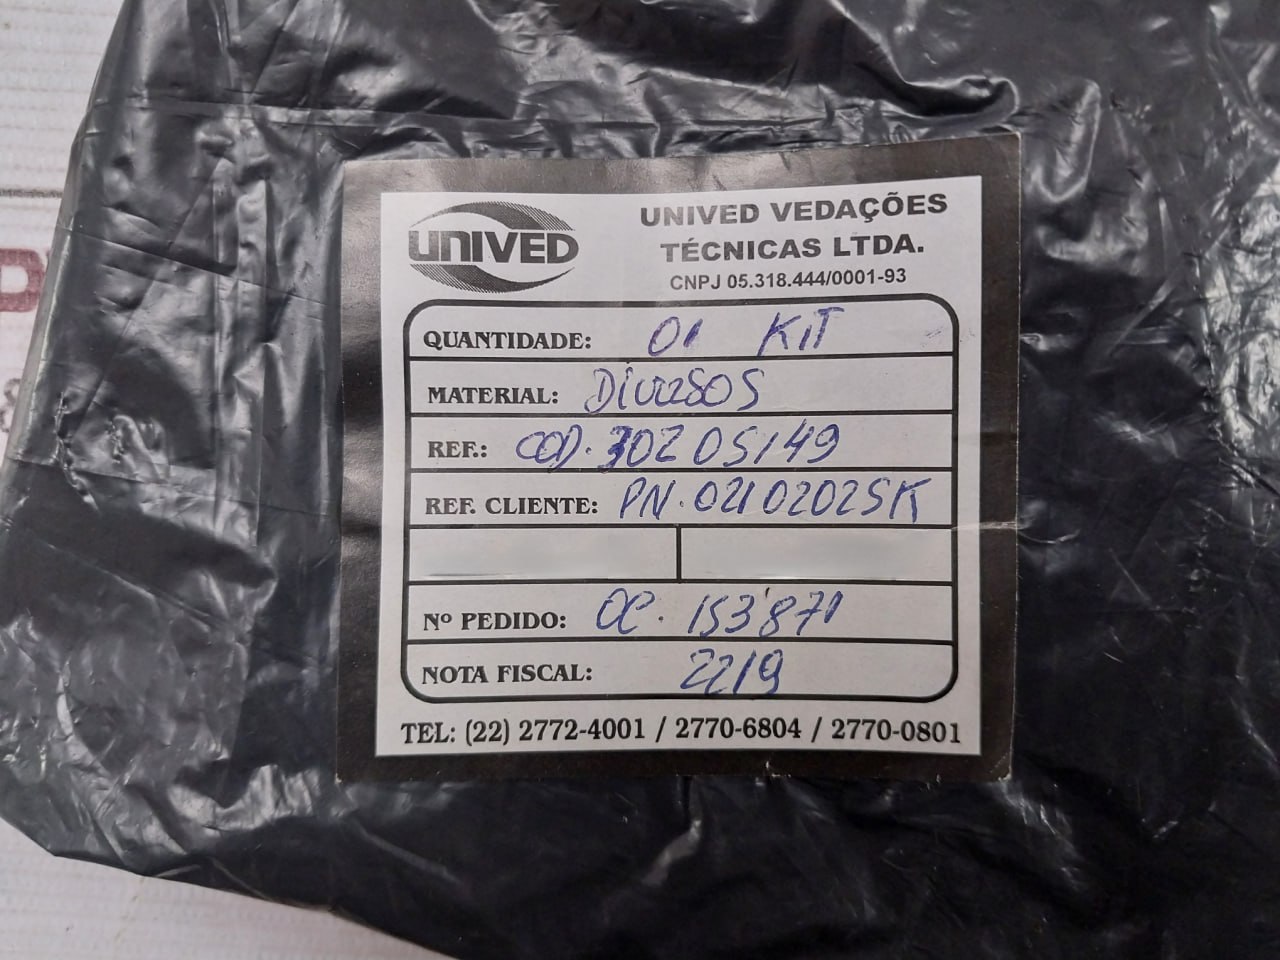 UNIVED
UNIVED VEDAÇÕES
TÉCNICAS LTDA.
CNPJ 05.318.444/0001-93
QUANTIDADE: 01 KIT
MATERIAL: DIVERSOS
REF.: COD. 30205149
REF. CLIENTE: PN. 0210202SK
Nº PEDIDO: OC. 153871
NOTA FISCAL: 2219
TEL: (22) 2772-4001 / 2770-6804 / 2770-0801